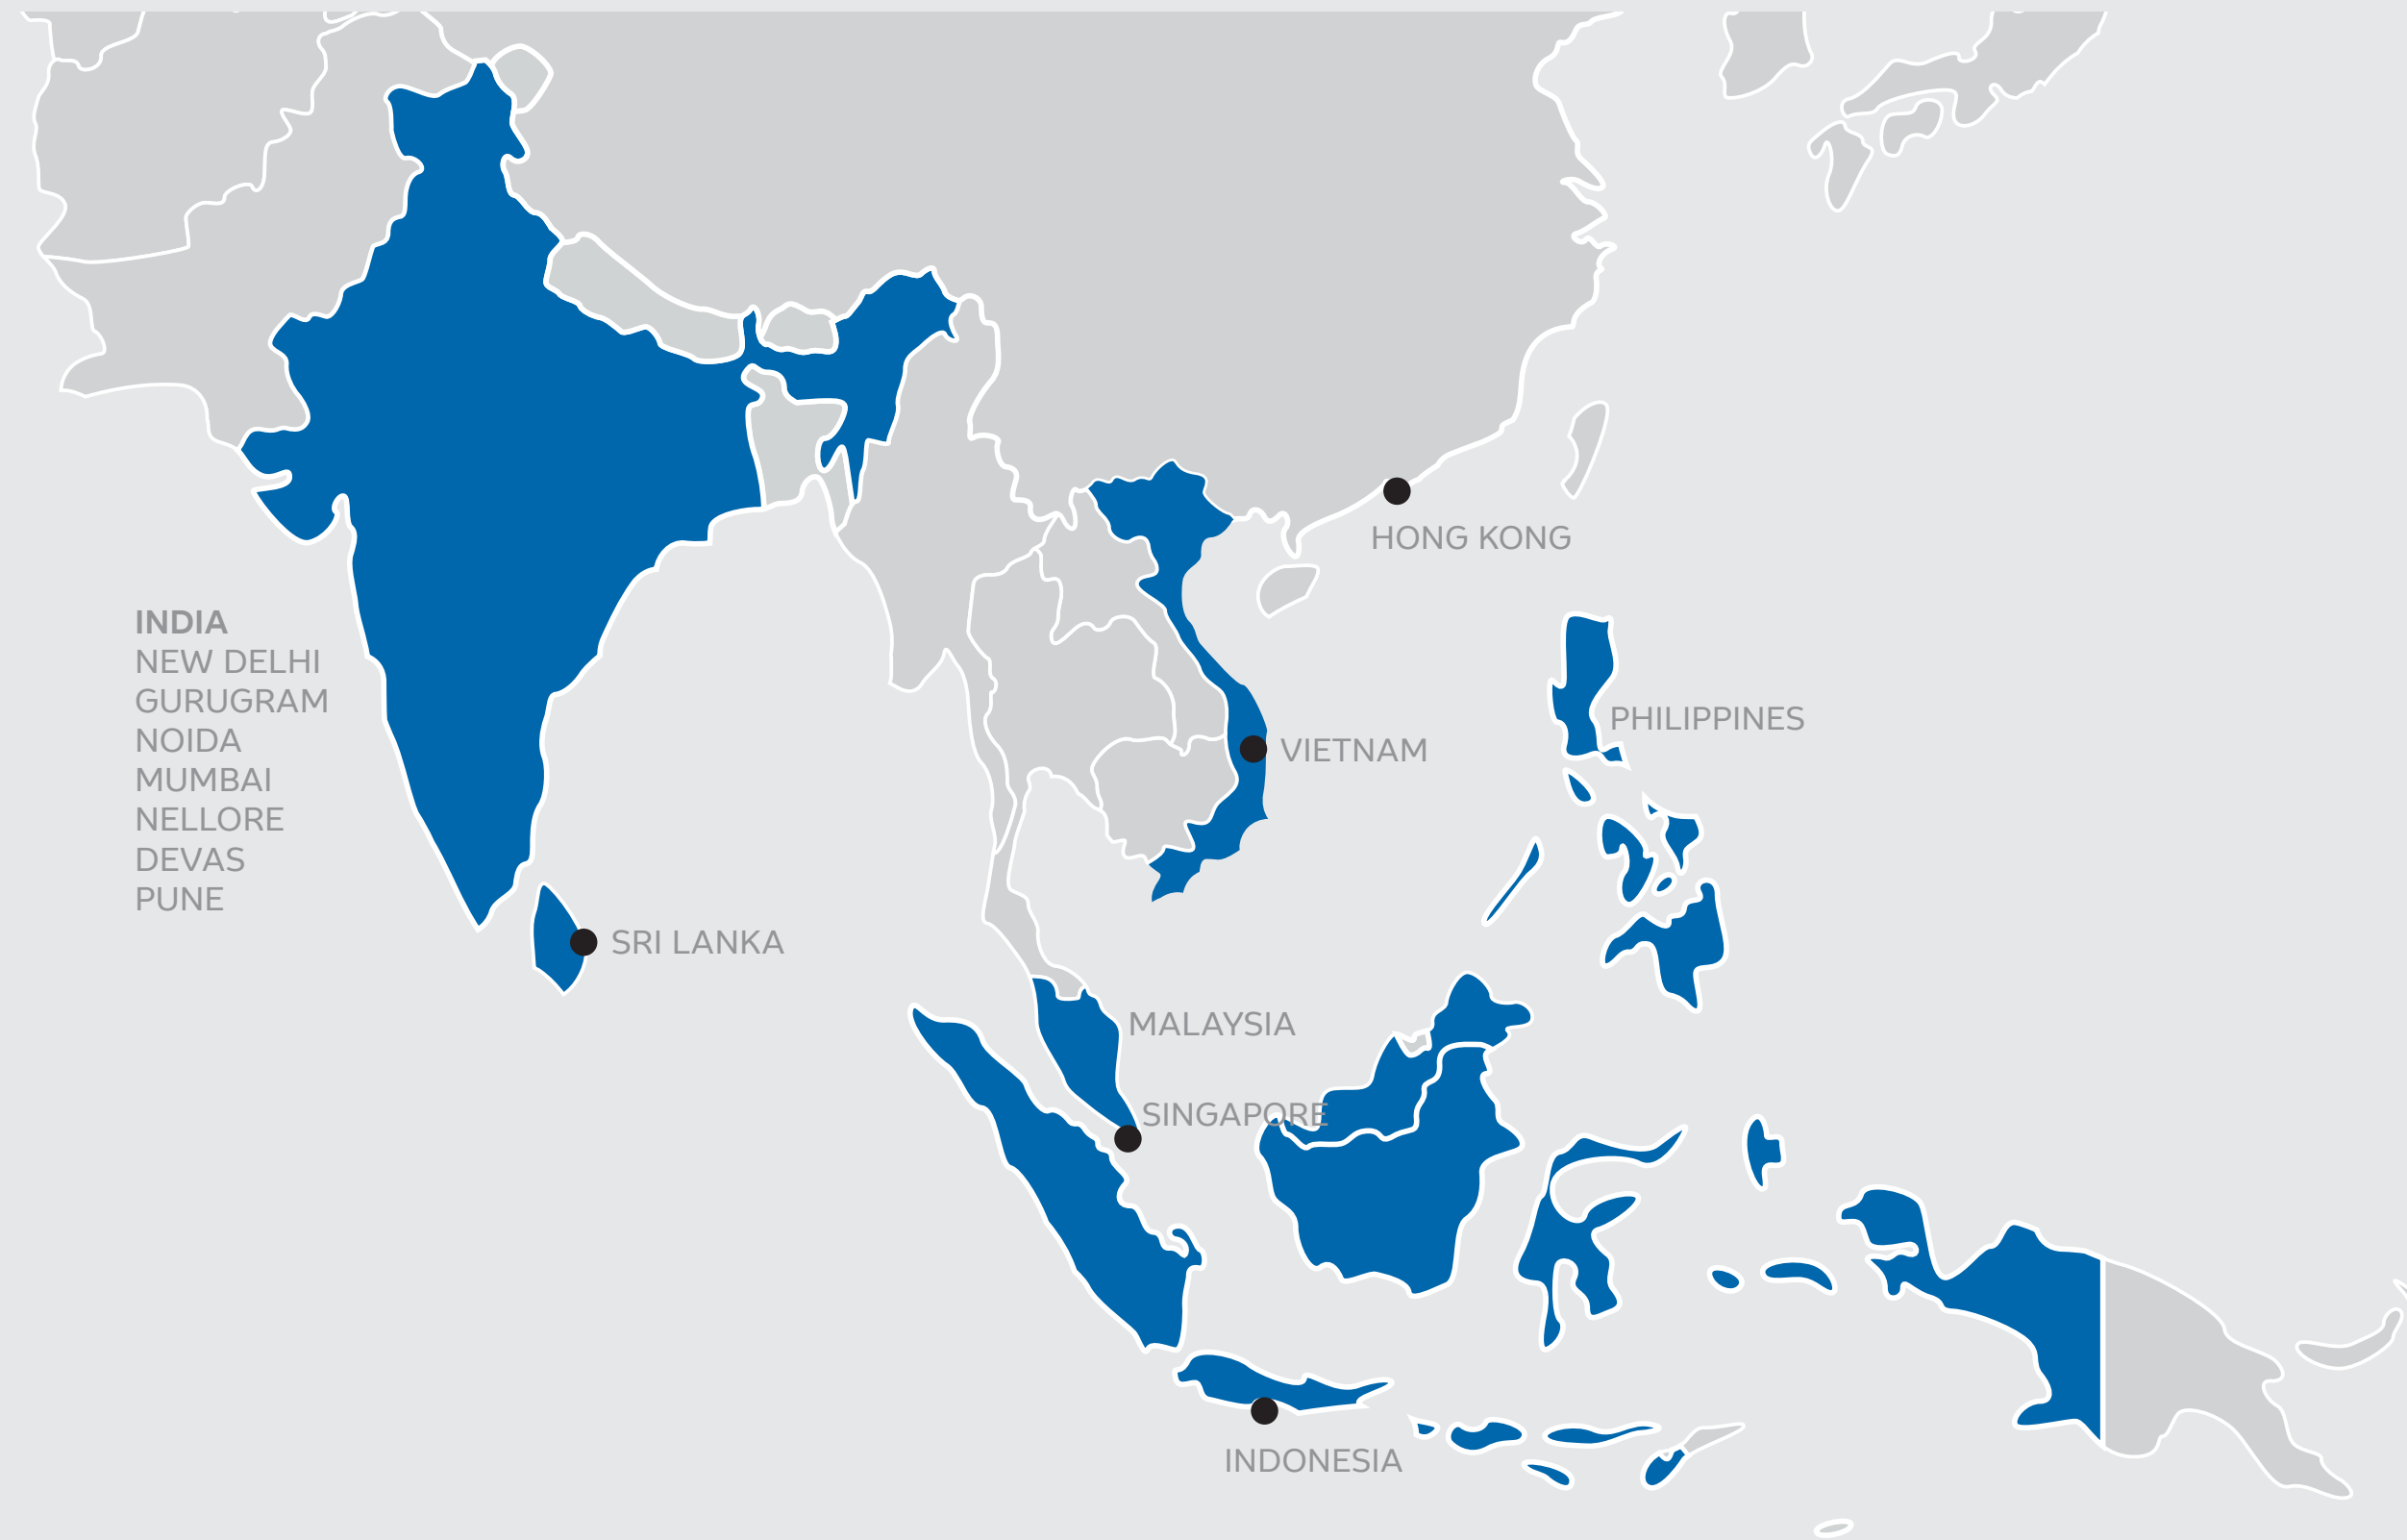 HONG KONG
INDIA
NEW DELHI
GURUGRAM
NOIDA
MUMBAI
NELLORE
DEVAS
PUNE
PHILIPPINES
VIETNAM
SRI LANKA
MALAYSIA
SINGAPORE
INDONESIA